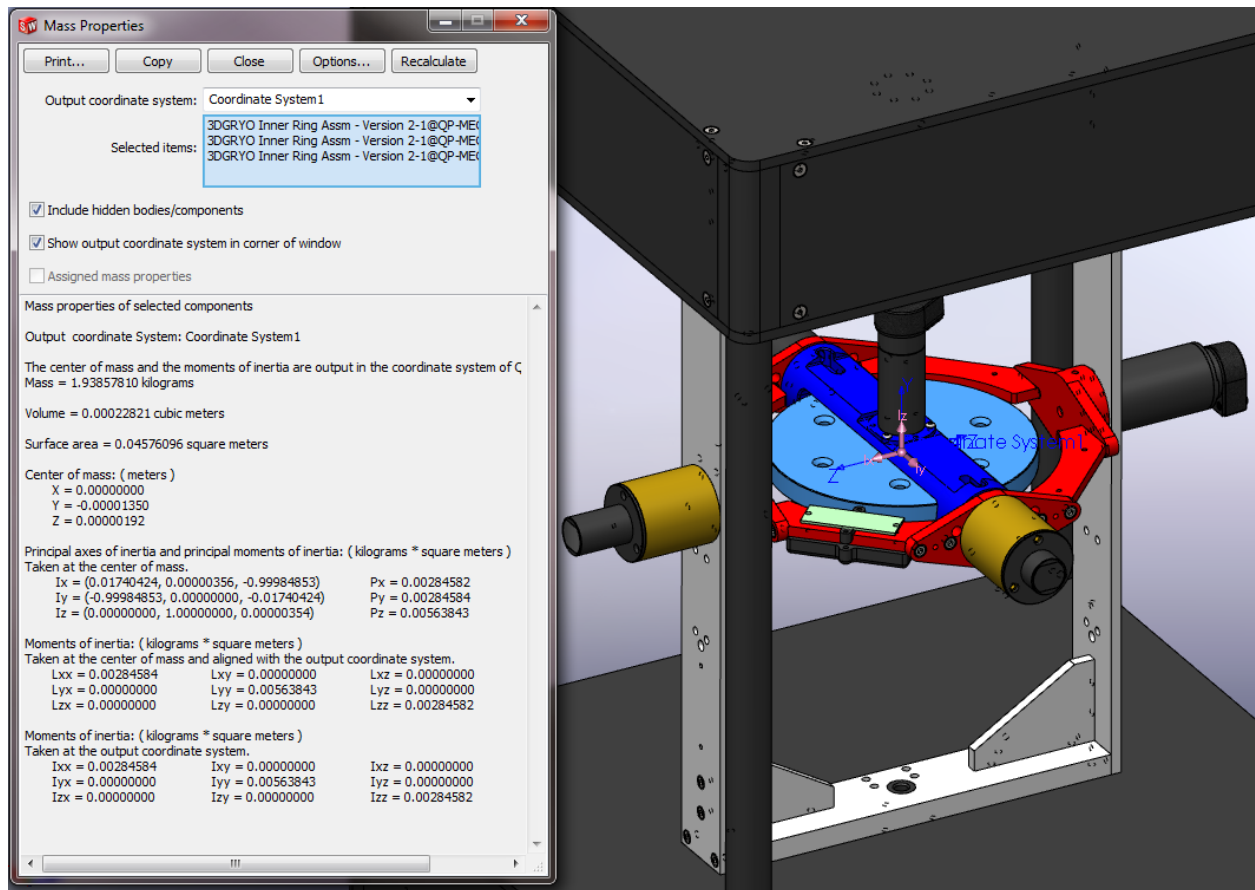 Mass Properties
Print... Copy Close Options... Recalculate
Output coordinate system: Coordinate System1
3DGRYO Inner Ring Assm - Version 2-1@QP-MEC
Selected items: 3DGRYO Inner Ring Assm - Version 2-1@QP-MEC
3DGRYO Inner Ring Assm - Version 2-1@QP-MEC
Include hidden bodies/components
Show output coordinate system in corner of window
Assigned mass properties
Mass properties of selected components
Output coordinate System: Coordinate System1
The center of mass and the moments of inertia are output in the coordinate system of Q
Mass = 1.93857810 kilograms
Volume = 0.00022821 cubic meters
Surface area = 0.04576096 square meters
Center of mass: ( meters )
X = 0.00000000
Y = -0.00001350
Z = 0.00000192
Principal axes of inertia and principal moments of inertia: ( kilograms * square meters )
Taken at the center of mass.
Ix = (0.01740424, 0.00000356, -0.99984853) Px = 0.00284582
Iy = (-0.99984853, 0.00000000, -0.01740424) Py = 0.00284584
Iz = (0.00000000, 1.00000000, 0.00000354) Pz = 0.00563843
Moments of inertia: ( kilograms * square meters )
Taken at the center of mass and aligned with the output coordinate system.
Lxx = 0.00284584 Lxy = 0.00000000 Lxz = 0.00000000
Lyx = 0.00000000 Lyy = 0.00563843 Lyz = 0.00000000
Lzx = 0.00000000 Lzy = 0.00000000 Lzz = 0.00284582
Moments of inertia: ( kilograms * square meters )
Taken at the output coordinate system.
Ixx = 0.00284584 Ixy = 0.00000000 Ixz = 0.00000000
Iyx = 0.00000000 Iyy = 0.00563843 Iyz = 0.00000000
Izx = 0.00000000 Izy = 0.00000000 Izz = 0.00284582
Iz
System1
Iy
Z